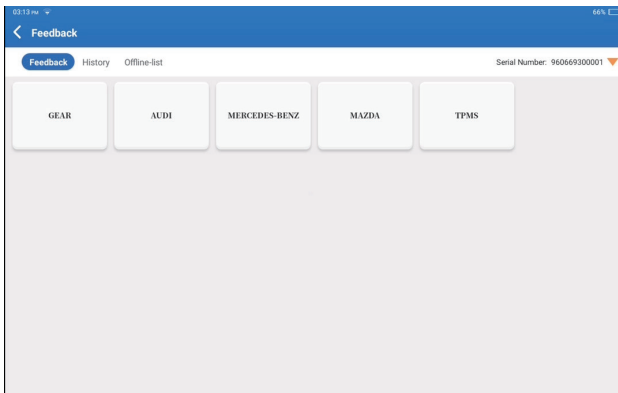 03:13 PM 66%
Feedback
Feedback History Offline-list Serial Number: 960669300001
GEAR AUDI MERCEDES-BENZ MAZDA TPMS